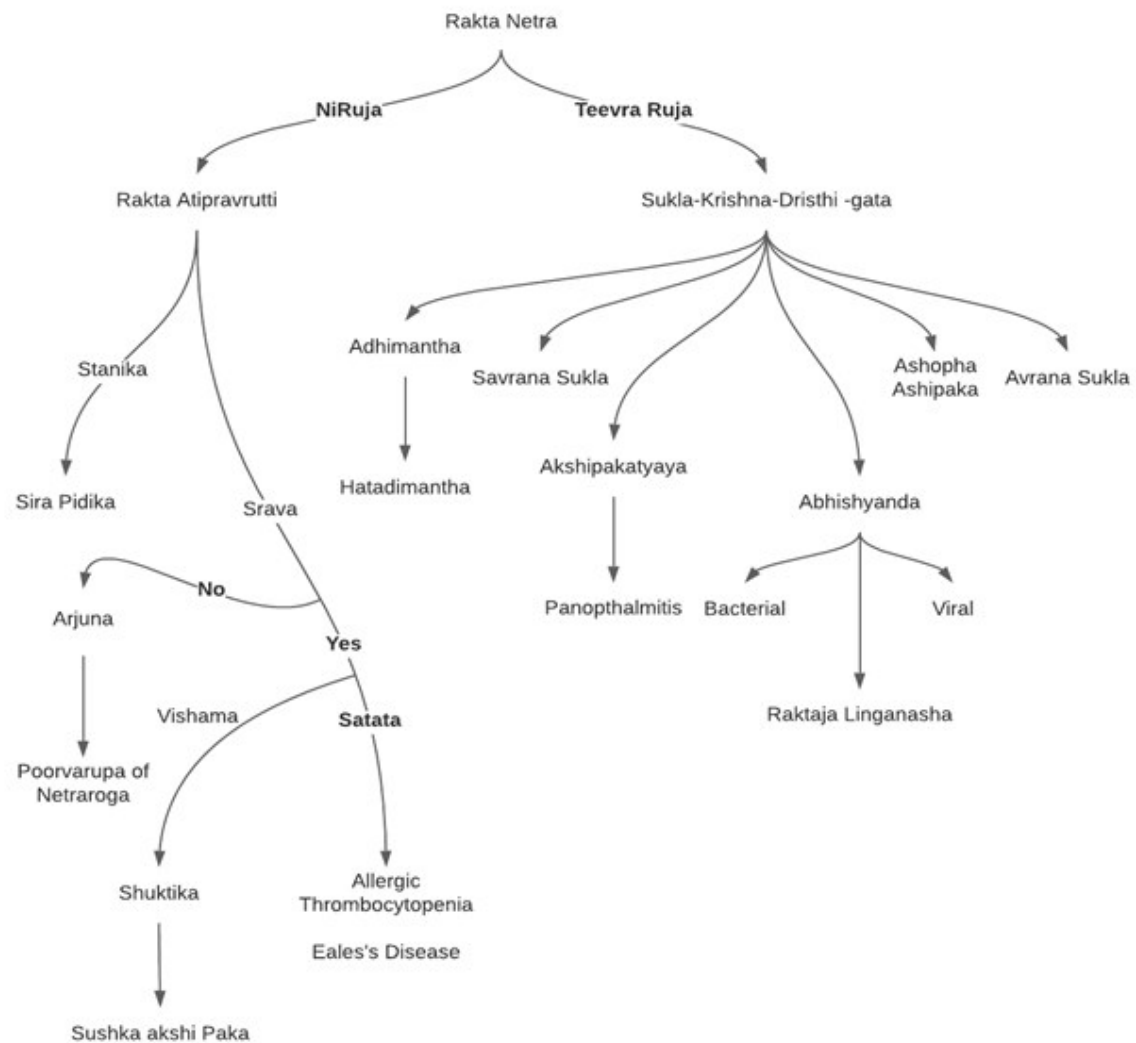 Rakta Netra
NiRuja
Teevra Ruja
Rakta Atipravrutti
Sukla-Krishna-Dristhi -gata
Adhimantha
Stanika
Savrana Sukla
Ashopha
Ashipaka
Avrana Sukla
Akshipakatyaya
Hatadimantha
Sira Pidika
Srava
Abhishyanda
No
Arjuna
Panopthalmitis
Bacterial
Viral
Yes
Vishama
Satata
Raktaja Linganasha
Poorvarupa of
Netraroga
Shuktika
Allergic
Thrombocytopenia
Eales's Disease
Sushka akshi Paka